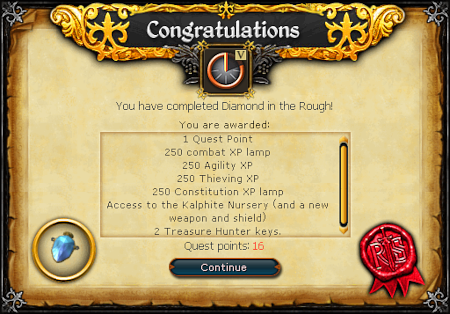 Congratulations
V
You have completed Diamond in the Rough!
You are awarded:
1 Quest Point
250 combat XP lamp
250 Agility XP
250 Thieving XP
250 Constitution XP lamp
Access to the Kalphite Nursery (and a new
weapon and shield)
2 Treasure Hunter keys.
Quest points: 16
RS
Continue